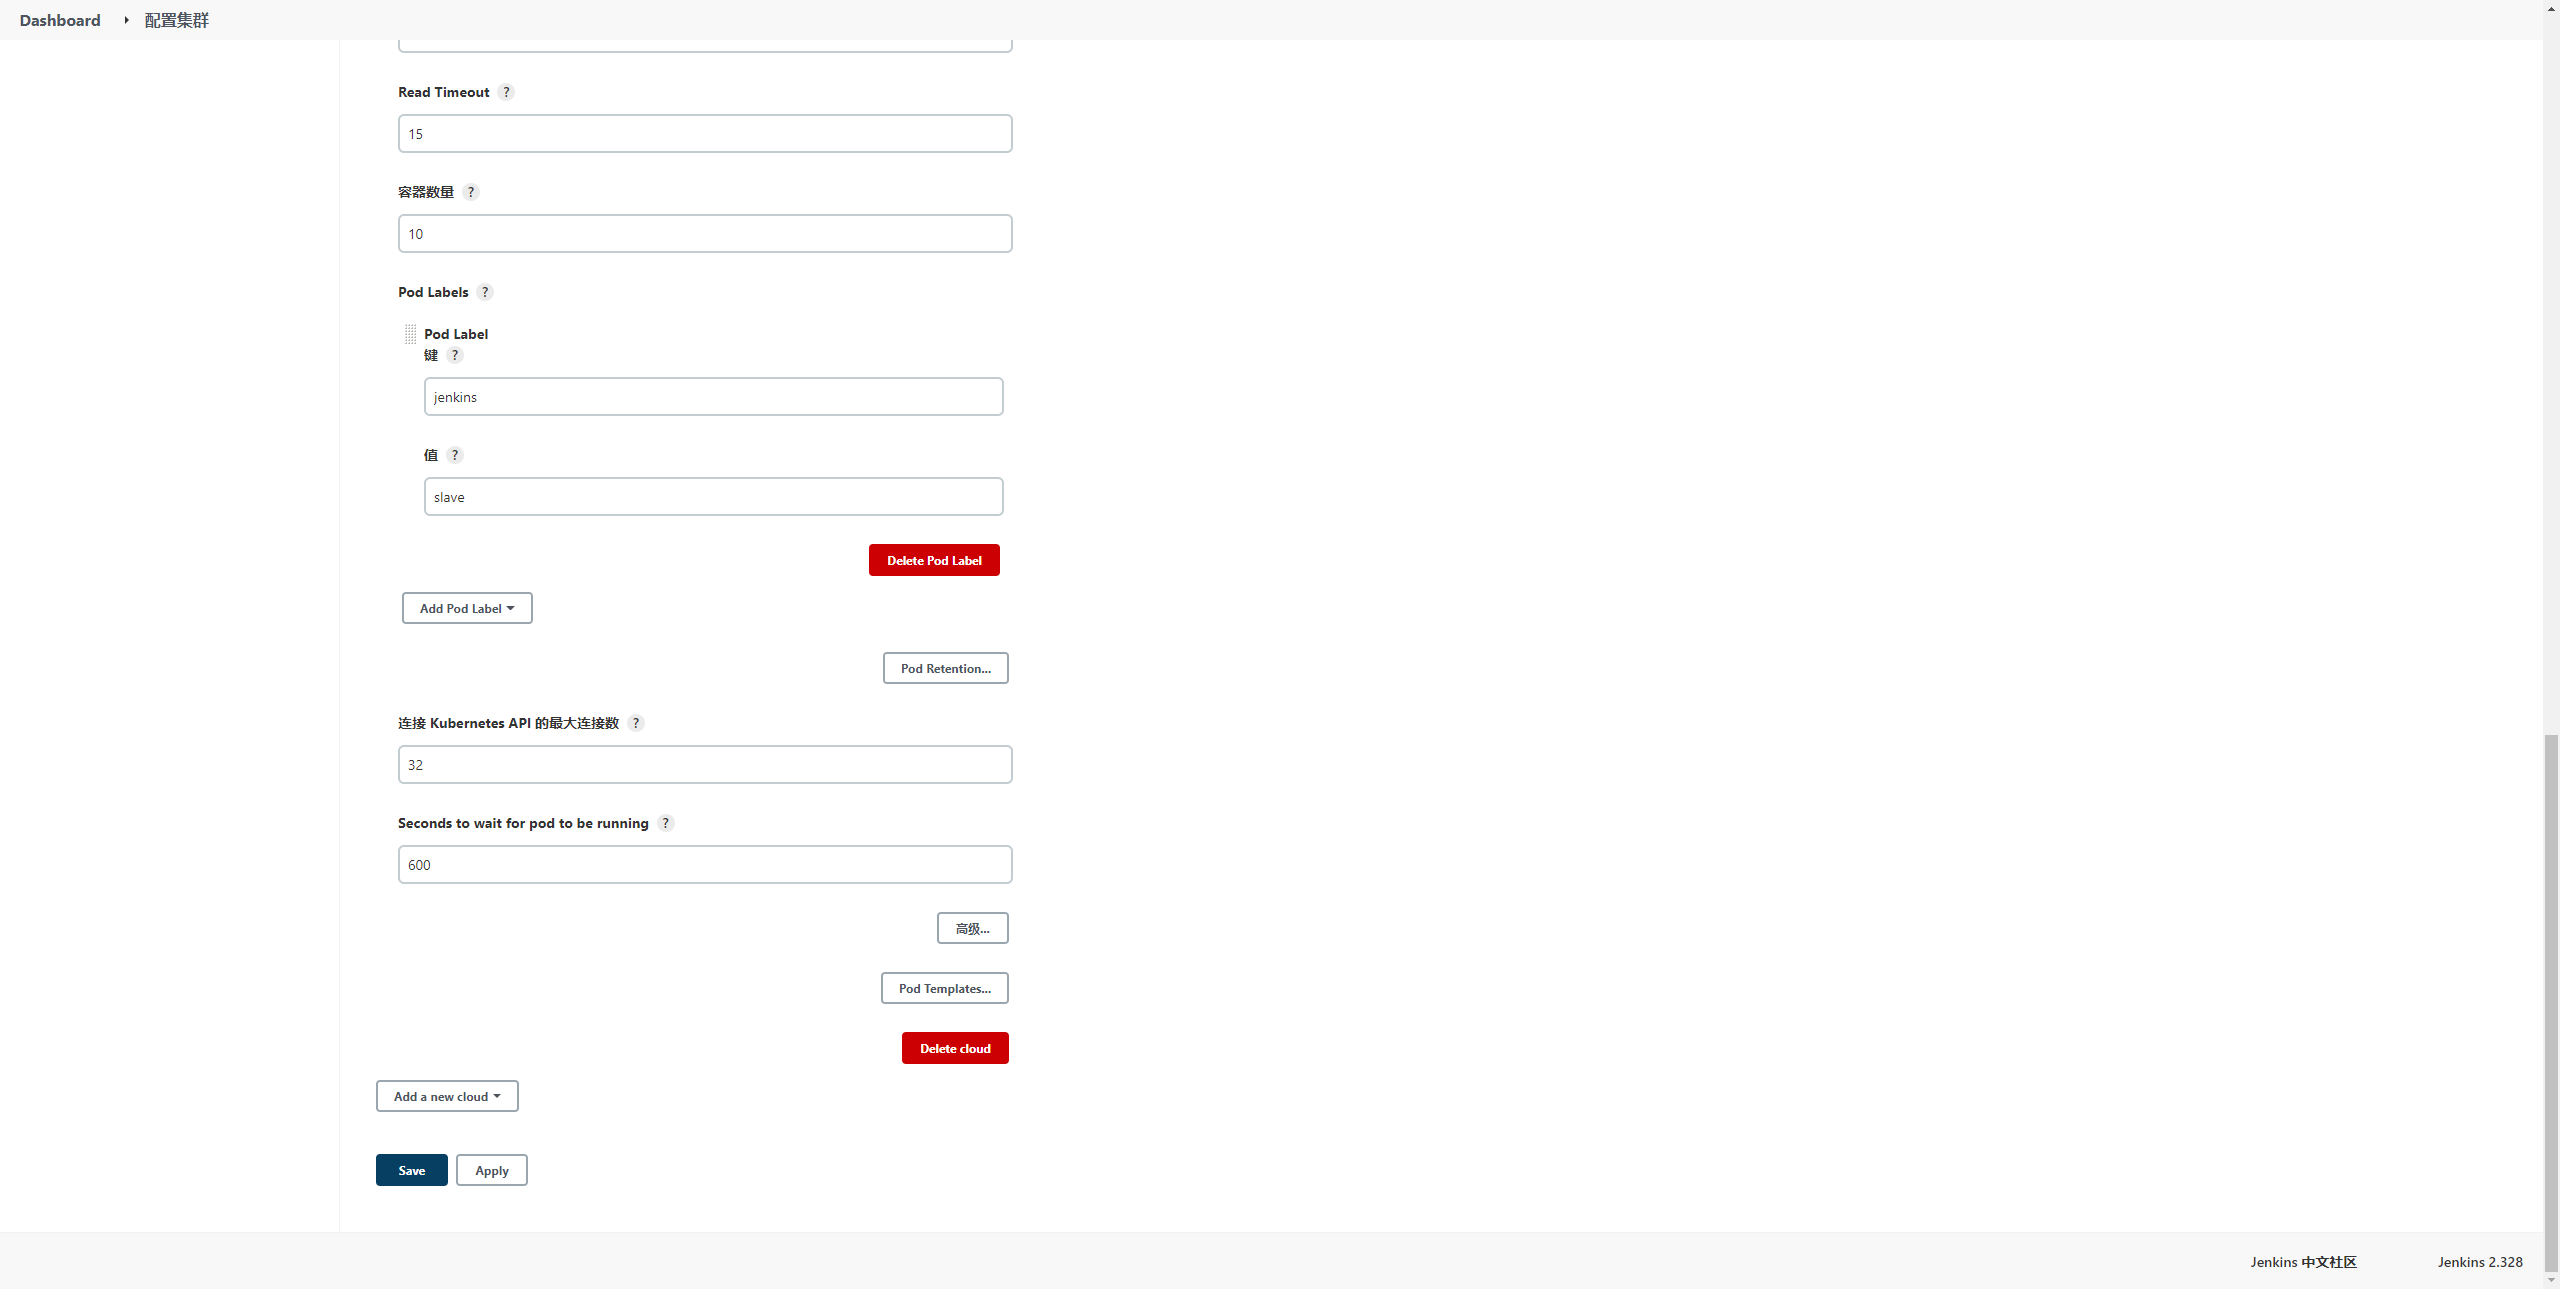 Dashboard 配置集群
Read Timeout ?
15
容器数量 ?
10
Pod Labels ?
Pod Label
键 ?
jenkins
值 ?
slave
Delete Pod Label
Add Pod Label
Pod Retention...
连接 Kubernetes API 的最大连接数 ?
32
Seconds to wait for pod to be running ?
600
高级...
Pod Templates...
Delete cloud
Add a new cloud
Save Apply
Jenkins 中文社区 Jenkins 2.328